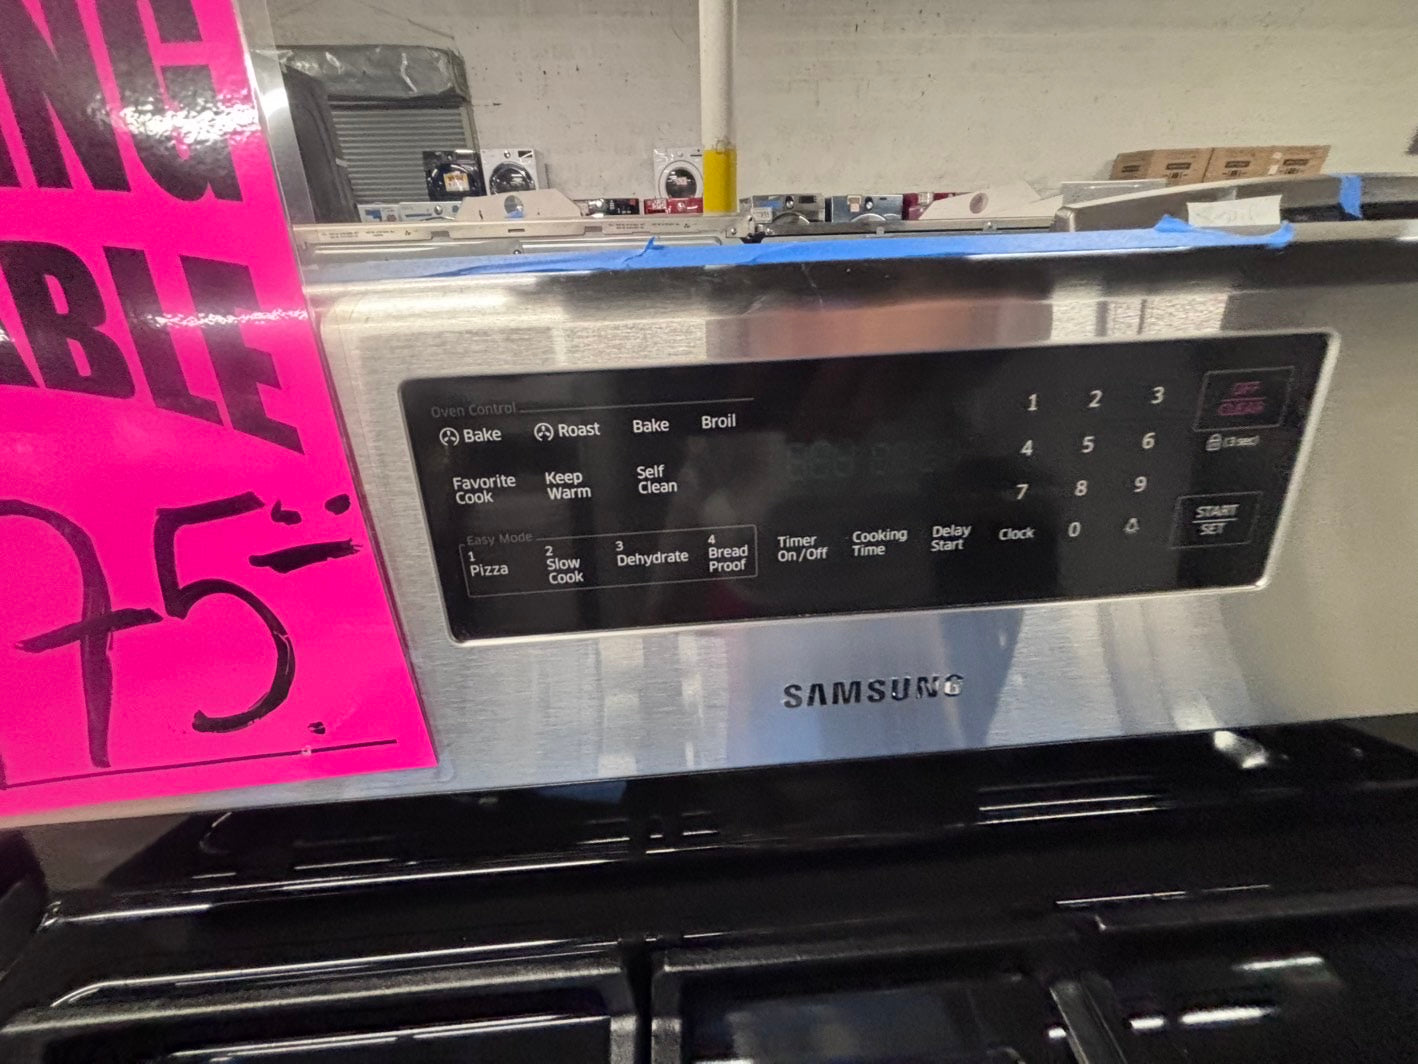 NG
ABLE
75.
Oven Control
Bake Roast Bake Broil
Favorite Cook Keep Warm Self Clean
Easy Mode
1 Pizza 2 Slow Cook 3 Dehydrate 4 Bread Proof
Timer On/Off Cooking Time Delay Start Clock
1 2 3
4 5 6
7 8 9
0
OFF
CLEAR
(3 sec)
START
SET
SAMSUNG